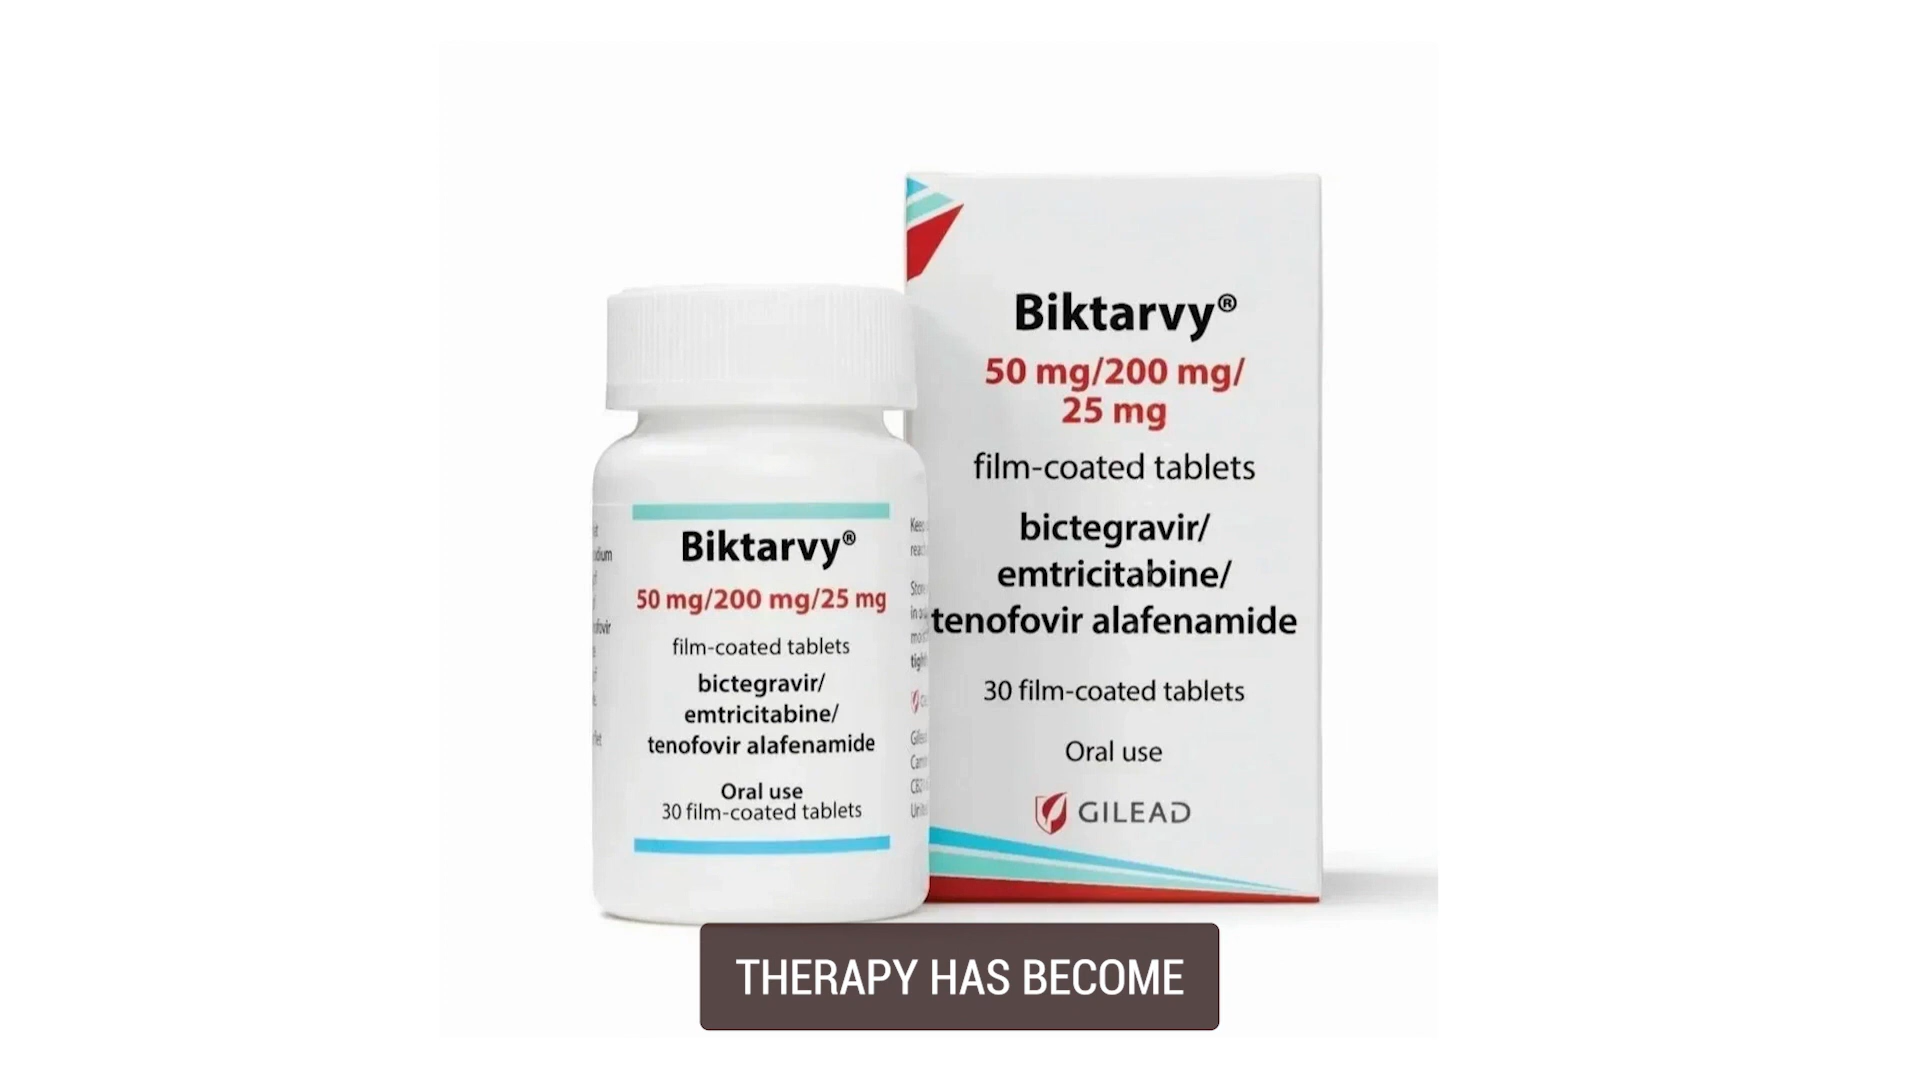 Biktarvy®
50 mg/200 mg/
25 mg
film-coated tablets
bictegravir/
emtricitabine/
tenofovir alafenamide
30 film-coated tablets
Oral use
GILEAD
Biktarvy®
50 mg/200 mg/25 mg
film-coated tablets
bictegravir/
emtricitabine/
tenofovir alafenamide
Oral use
30 film-coated tablets
THERAPY HAS BECOME